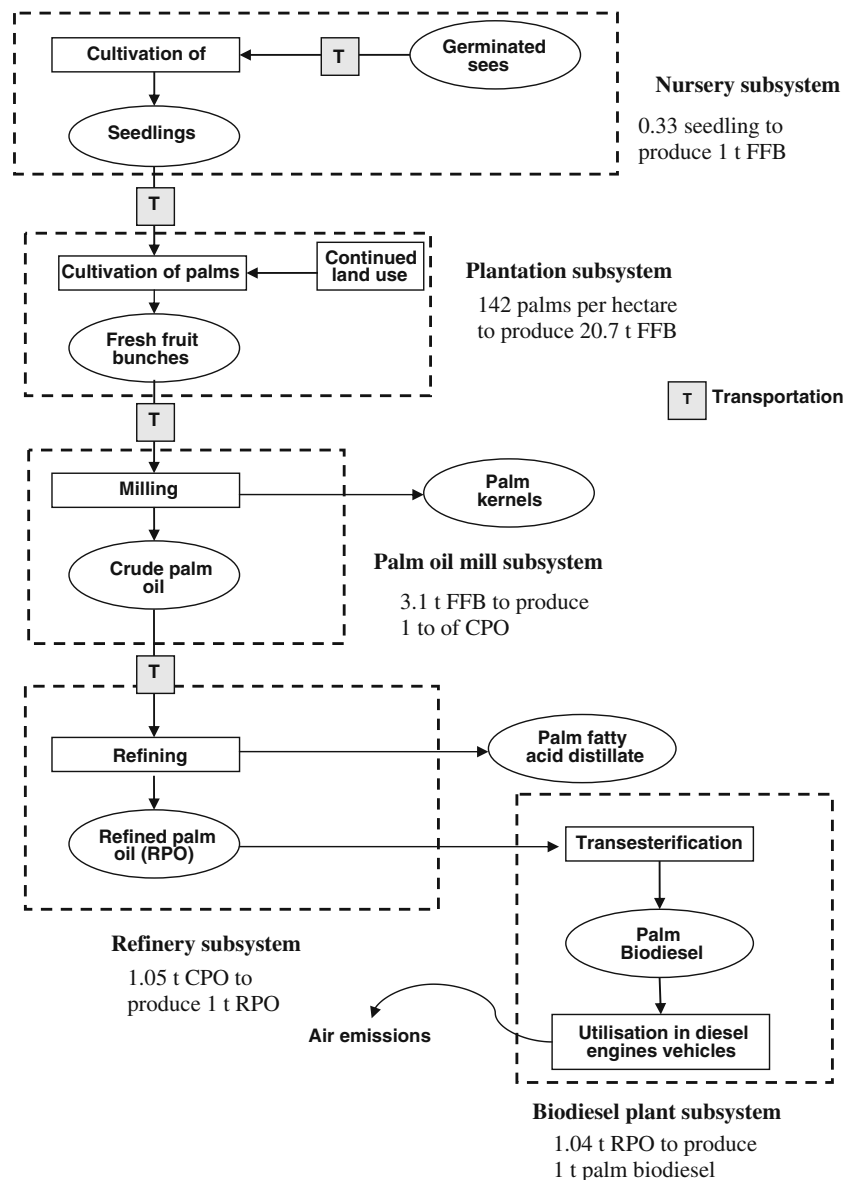 Cultivation of
T
Germinated
sees
Seedlings
Nursery subsystem
0.33 seedling to
produce 1 t FFB
T
Cultivation of palms
Continued
land use
Fresh fruit
bunches
Plantation subsystem
142 palms per hectare
to produce 20.7 t FFB
T Transportation
T
Milling
Palm
kernels
Crude palm
oil
Palm oil mill subsystem
3.1 t FFB to produce
1 to of CPO
T
Refining
Palm fatty
acid distillate
Refined palm
oil (RPO)
Transesterification
Refinery subsystem
1.05 t CPO to
produce 1 t RPO
Palm
Biodiesel
Air emissions
Utilisation in diesel
engines vehicles
Biodiesel plant subsystem
1.04 t RPO to produce
1 t palm biodiesel